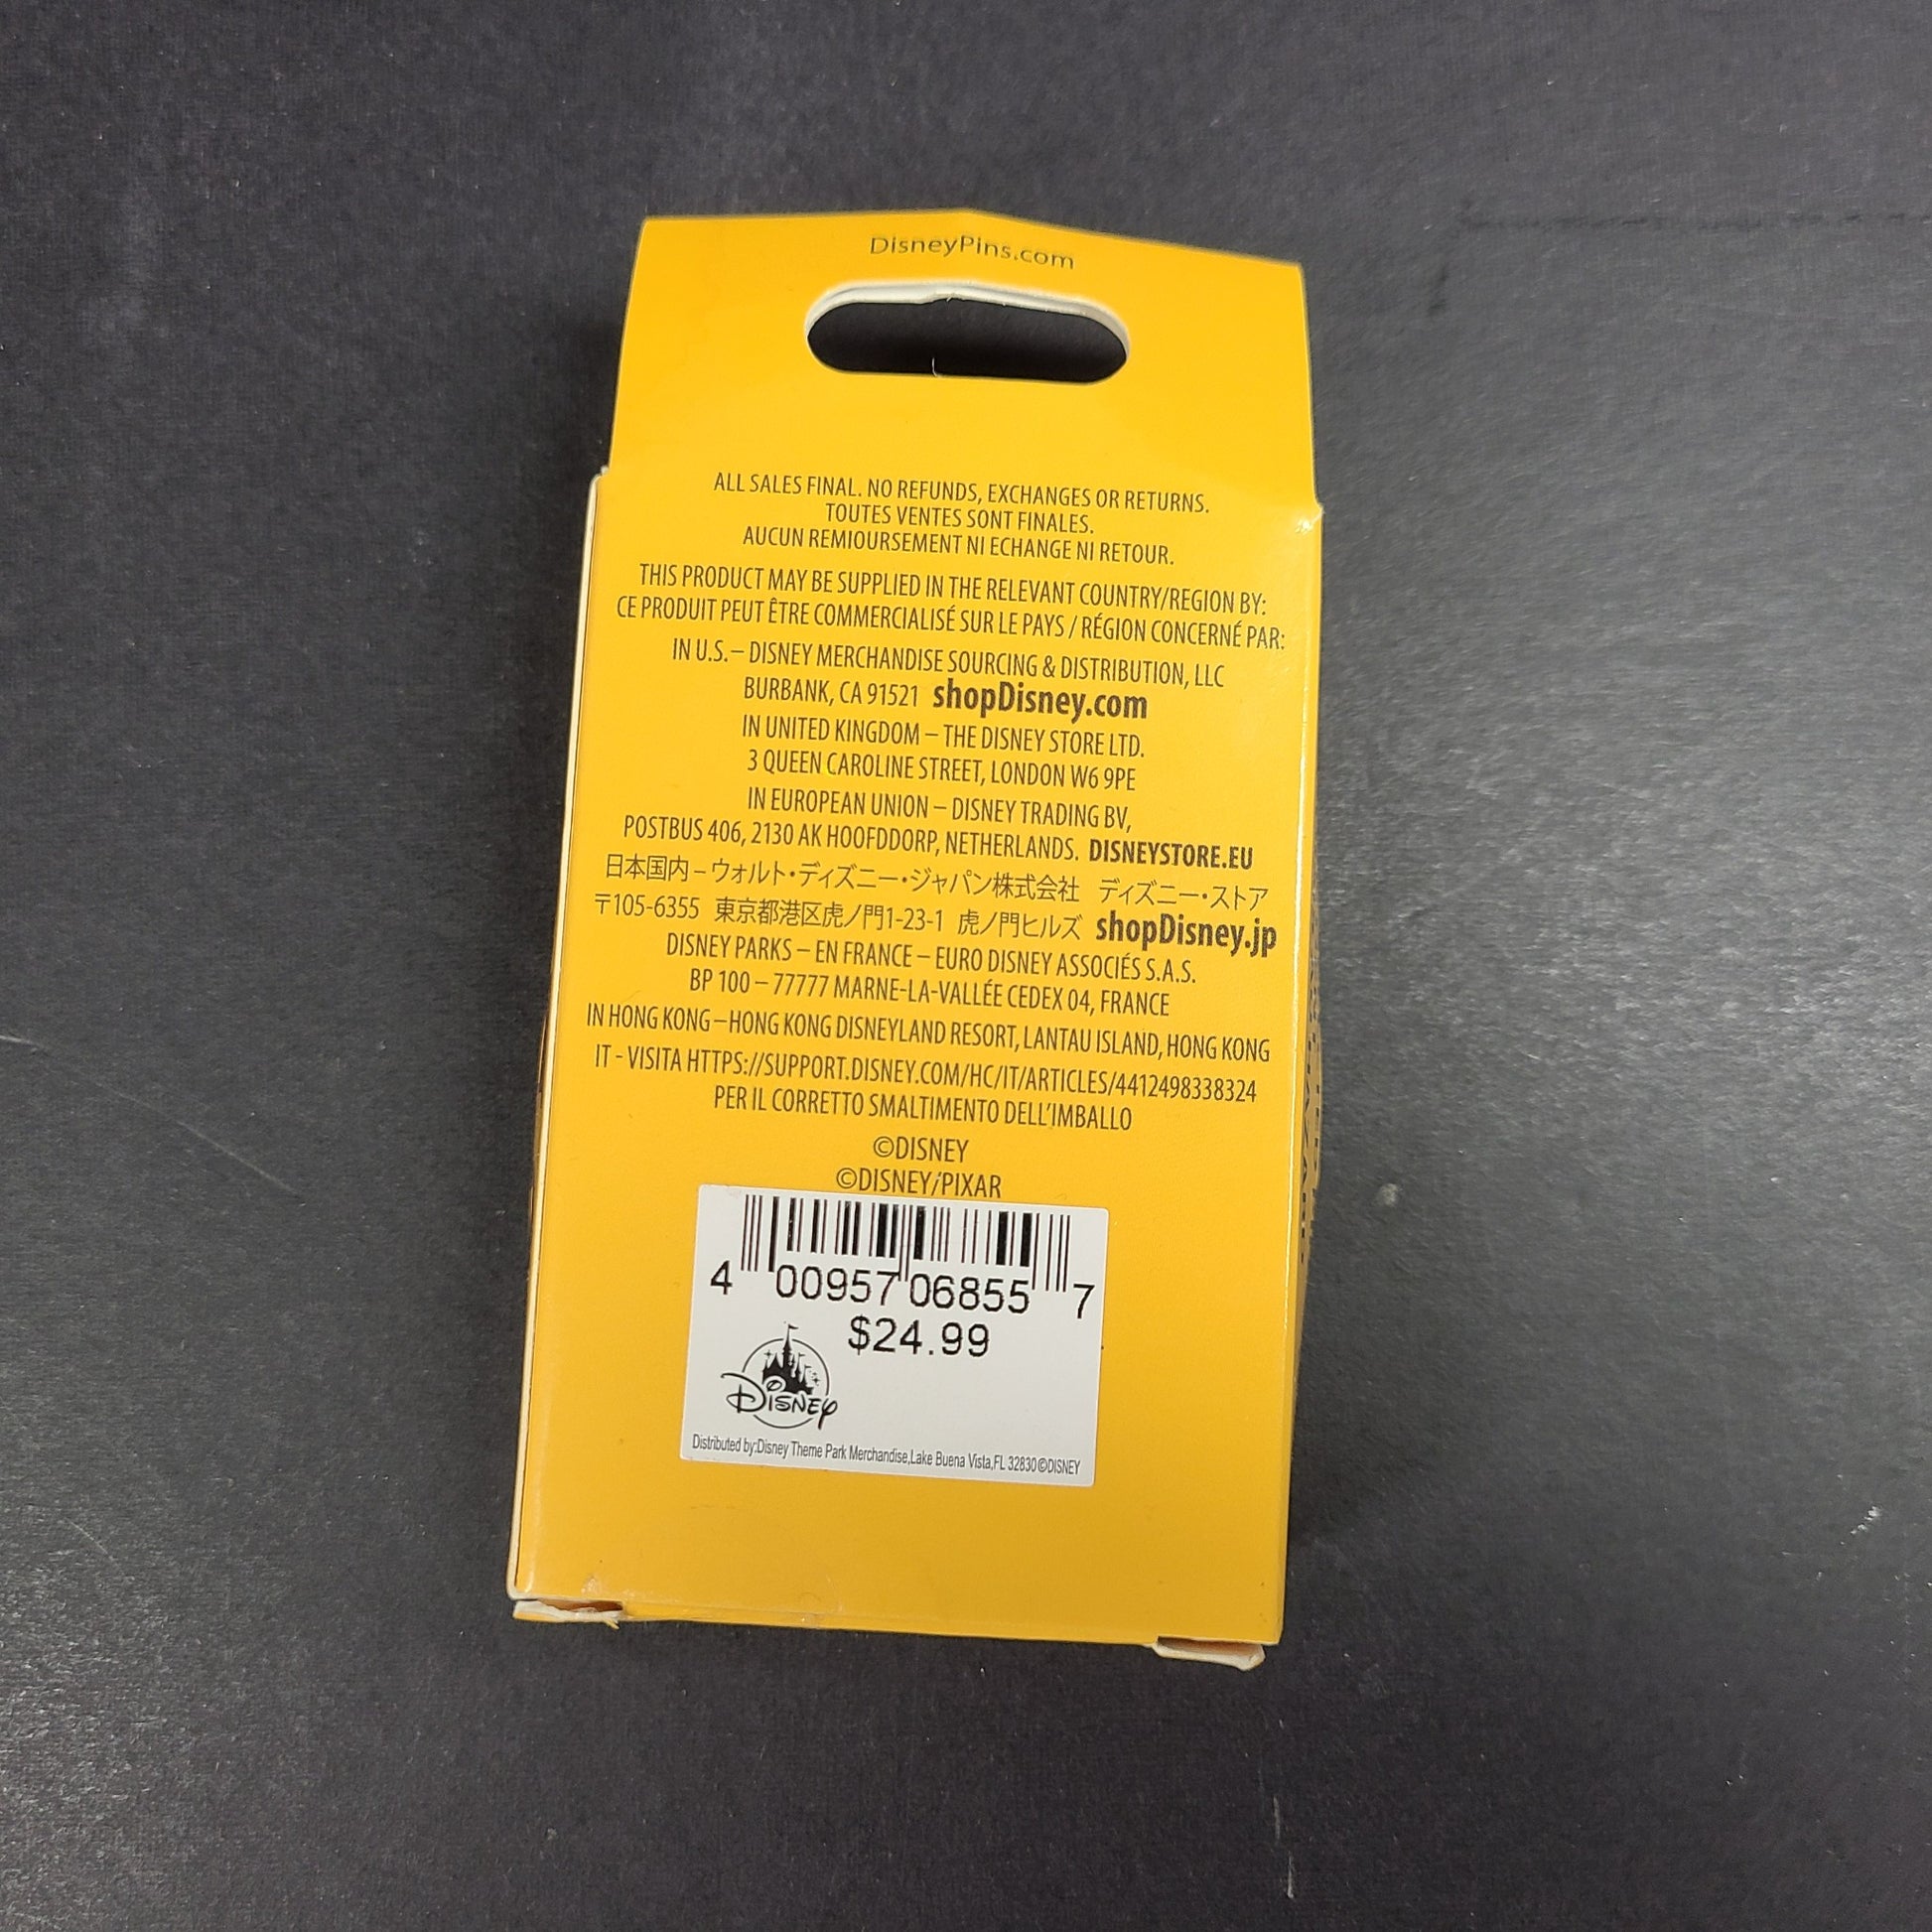 DisneyPins.com
ALL SALES FINAL. NO REFUNDS, EXCHANGES OR RETURNS.
TOUTES VENTES SONT FINALES.
AUCUN REMIOURSEMENT NI ECHANGE NI RETOUR.
THIS PRODUCT MAY BE SUPPLIED IN THE RELEVANT COUNTRY/REGION BY:
CE PRODUIT PEUT ÊTRE COMMERCIALISÉ SUR LE PAYS / RÉGION CONCERNÉ PAR:
IN U.S.– DISNEY MERCHANDISE SOURCING & DISTRIBUTION, LLC
BURBANK, CA 91521 shopDisney.com
IN UNITED KINGDOM – THE DISNEY STORE LTD.
3 QUEEN CAROLINE STREET, LONDON W6 9PE
IN EUROPEAN UNION – DISNEY TRADING BV,
POSTBUS 406, 2130 AK HOOFDDORP, NETHERLANDS. DISNEYSTORE.EU
日本国内 – ウォルト・ディズニー・ジャパン株式会社 ディズニー・ストア
〒105-6355 東京都港区虎ノ門1-23-1 虎ノ門ヒルズ shopDisney.jp
DISNEY PARKS – EN FRANCE – EURO DISNEY ASSOCIÉS S.A.S.
BP 100 – 77777 MARNE-LA-VALLÉE CEDEX 04, FRANCE
IN HONG KONG –HONG KONG DISNEYLAND RESORT, LANTAU ISLAND, HONG KONG
IT - VISITA HTTPS://SUPPORT.DISNEY.COM/HC/IT/ARTICLES/4412498338324
PER IL CORRETTO SMALTIMENTO DELL'IMBALLO
©DISNEY
©DISNEY/PIXAR
4 00957 06855 7
$24.99
Disney
Distributed by:Disney Theme Park Merchandise,Lake Buena Vista,FL 32830©DISNEY